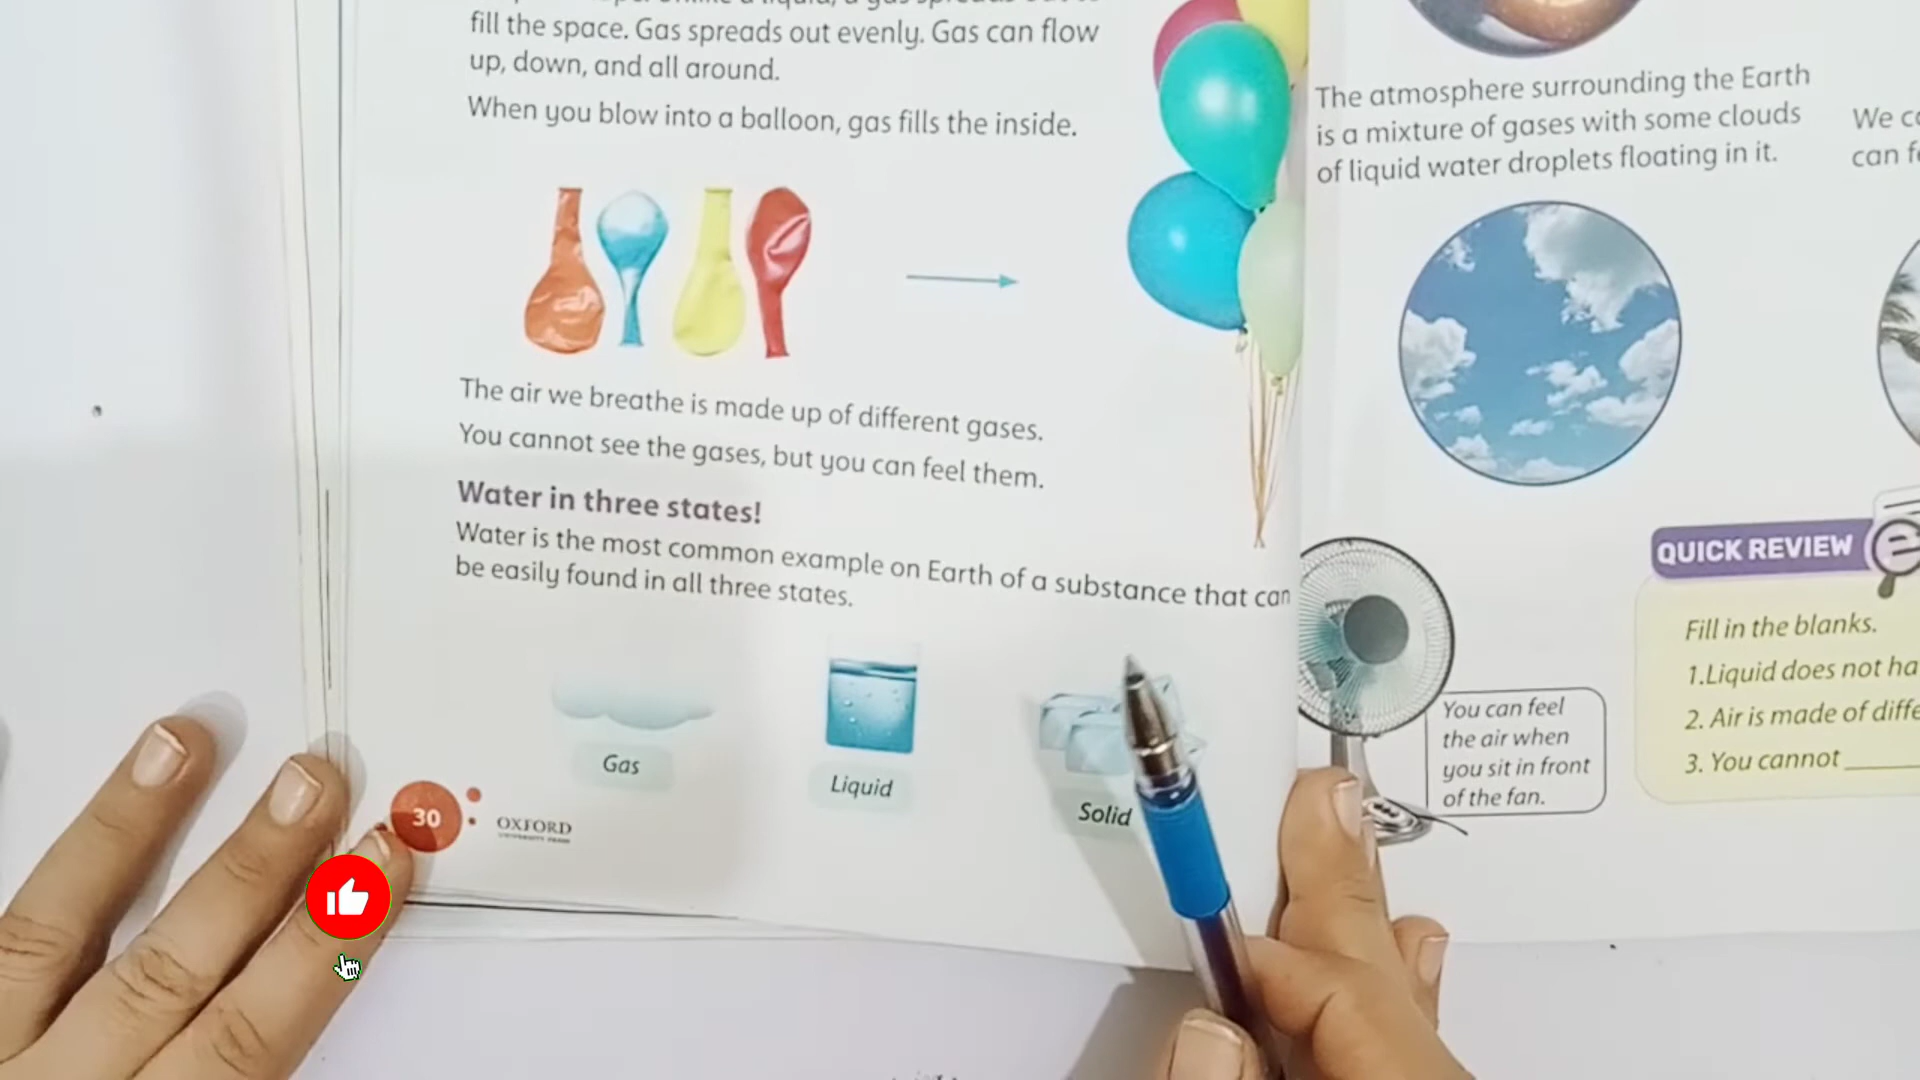 fill the space. Gas spreads out evenly. Gas can flow
up, down, and all around.
When you blow into a balloon, gas fills the inside.
The air we breathe is made up of different gases.
You cannot see the gases, but you can feel them.
Water in three states!
Water is the most common example on Earth of a substance that can
be easily found in all three states.
Gas
Liquid
Solid
30
OXFORD
UNIVERSITY PRESS
The atmosphere surrounding the Earth
is a mixture of gases with some clouds
of liquid water droplets floating in it.
We
can
You can feel
the air when
you sit in front
of the fan.
QUICK REVIEW
Fill in the blanks.
1.Liquid does not ha
2. Air is made of diffe
3. You cannot ______